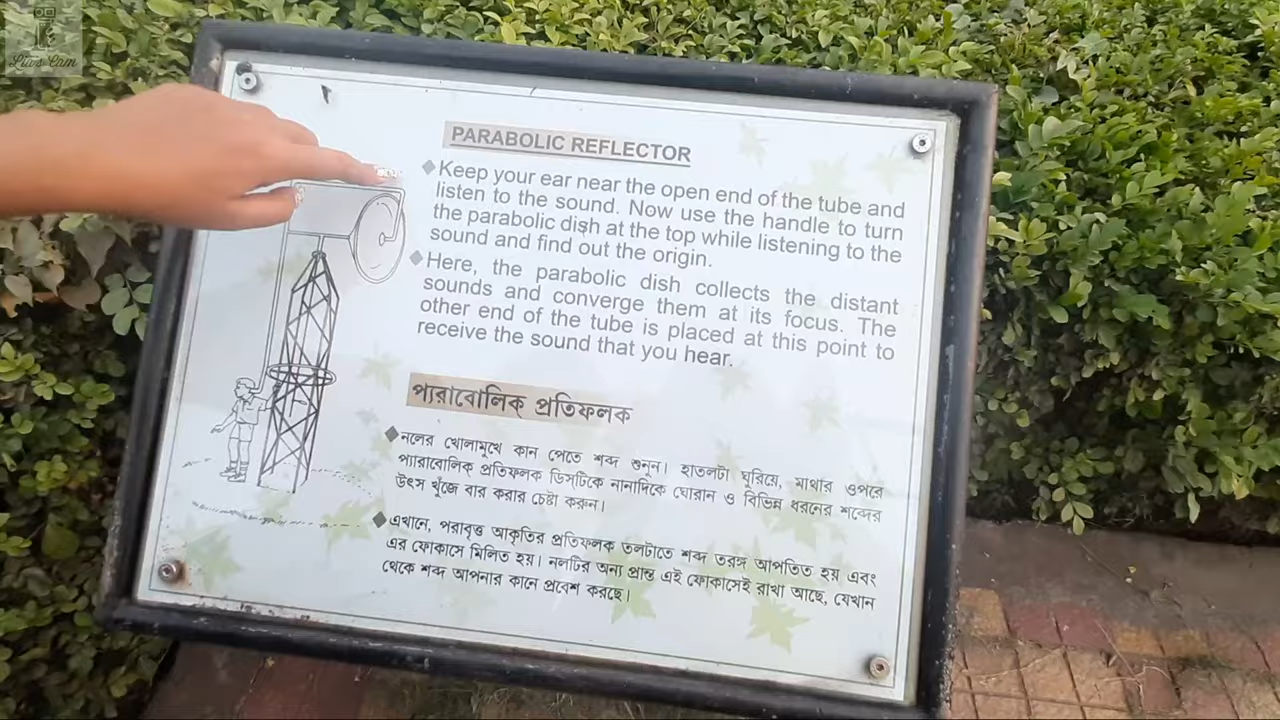 Liv's Cam
PARABOLIC REFLECTOR
Keep your ear near the open end of the tube and
listen to the sound. Now use the handle to turn
the parabolic dish at the top while listening to the
sound and find out the origin.
Here, the parabolic dish collects the distant
sounds and converge them at its focus. The
other end of the tube is placed at this point to
receive the sound that you hear.
প্যারাবোলিক্ প্রতিফলক
নলের খোলামুখে কান পেতে শব্দ শুনুন। হাতলটা ঘুরিয়ে, মাথার ওপরে
প্যারাবোলিক্ প্রতিফলক ডিসটিকে নানাদিকে ঘোরান ও বিভিন্ন ধরনের শব্দের
উৎস খুঁজে বার করার চেষ্টা করুন।
এখানে, পরাবৃত্ত আকৃতির প্রতিফলক তলটাতে শব্দ তরঙ্গ আপতিত হয় এবং
এর ফোকাসে মিলিত হয়। নলটির অন্য প্রান্ত এই ফোকাসেই রাখা আছে, যেখান
থেকে শব্দ আপনার কানে প্রবেশ করছে।